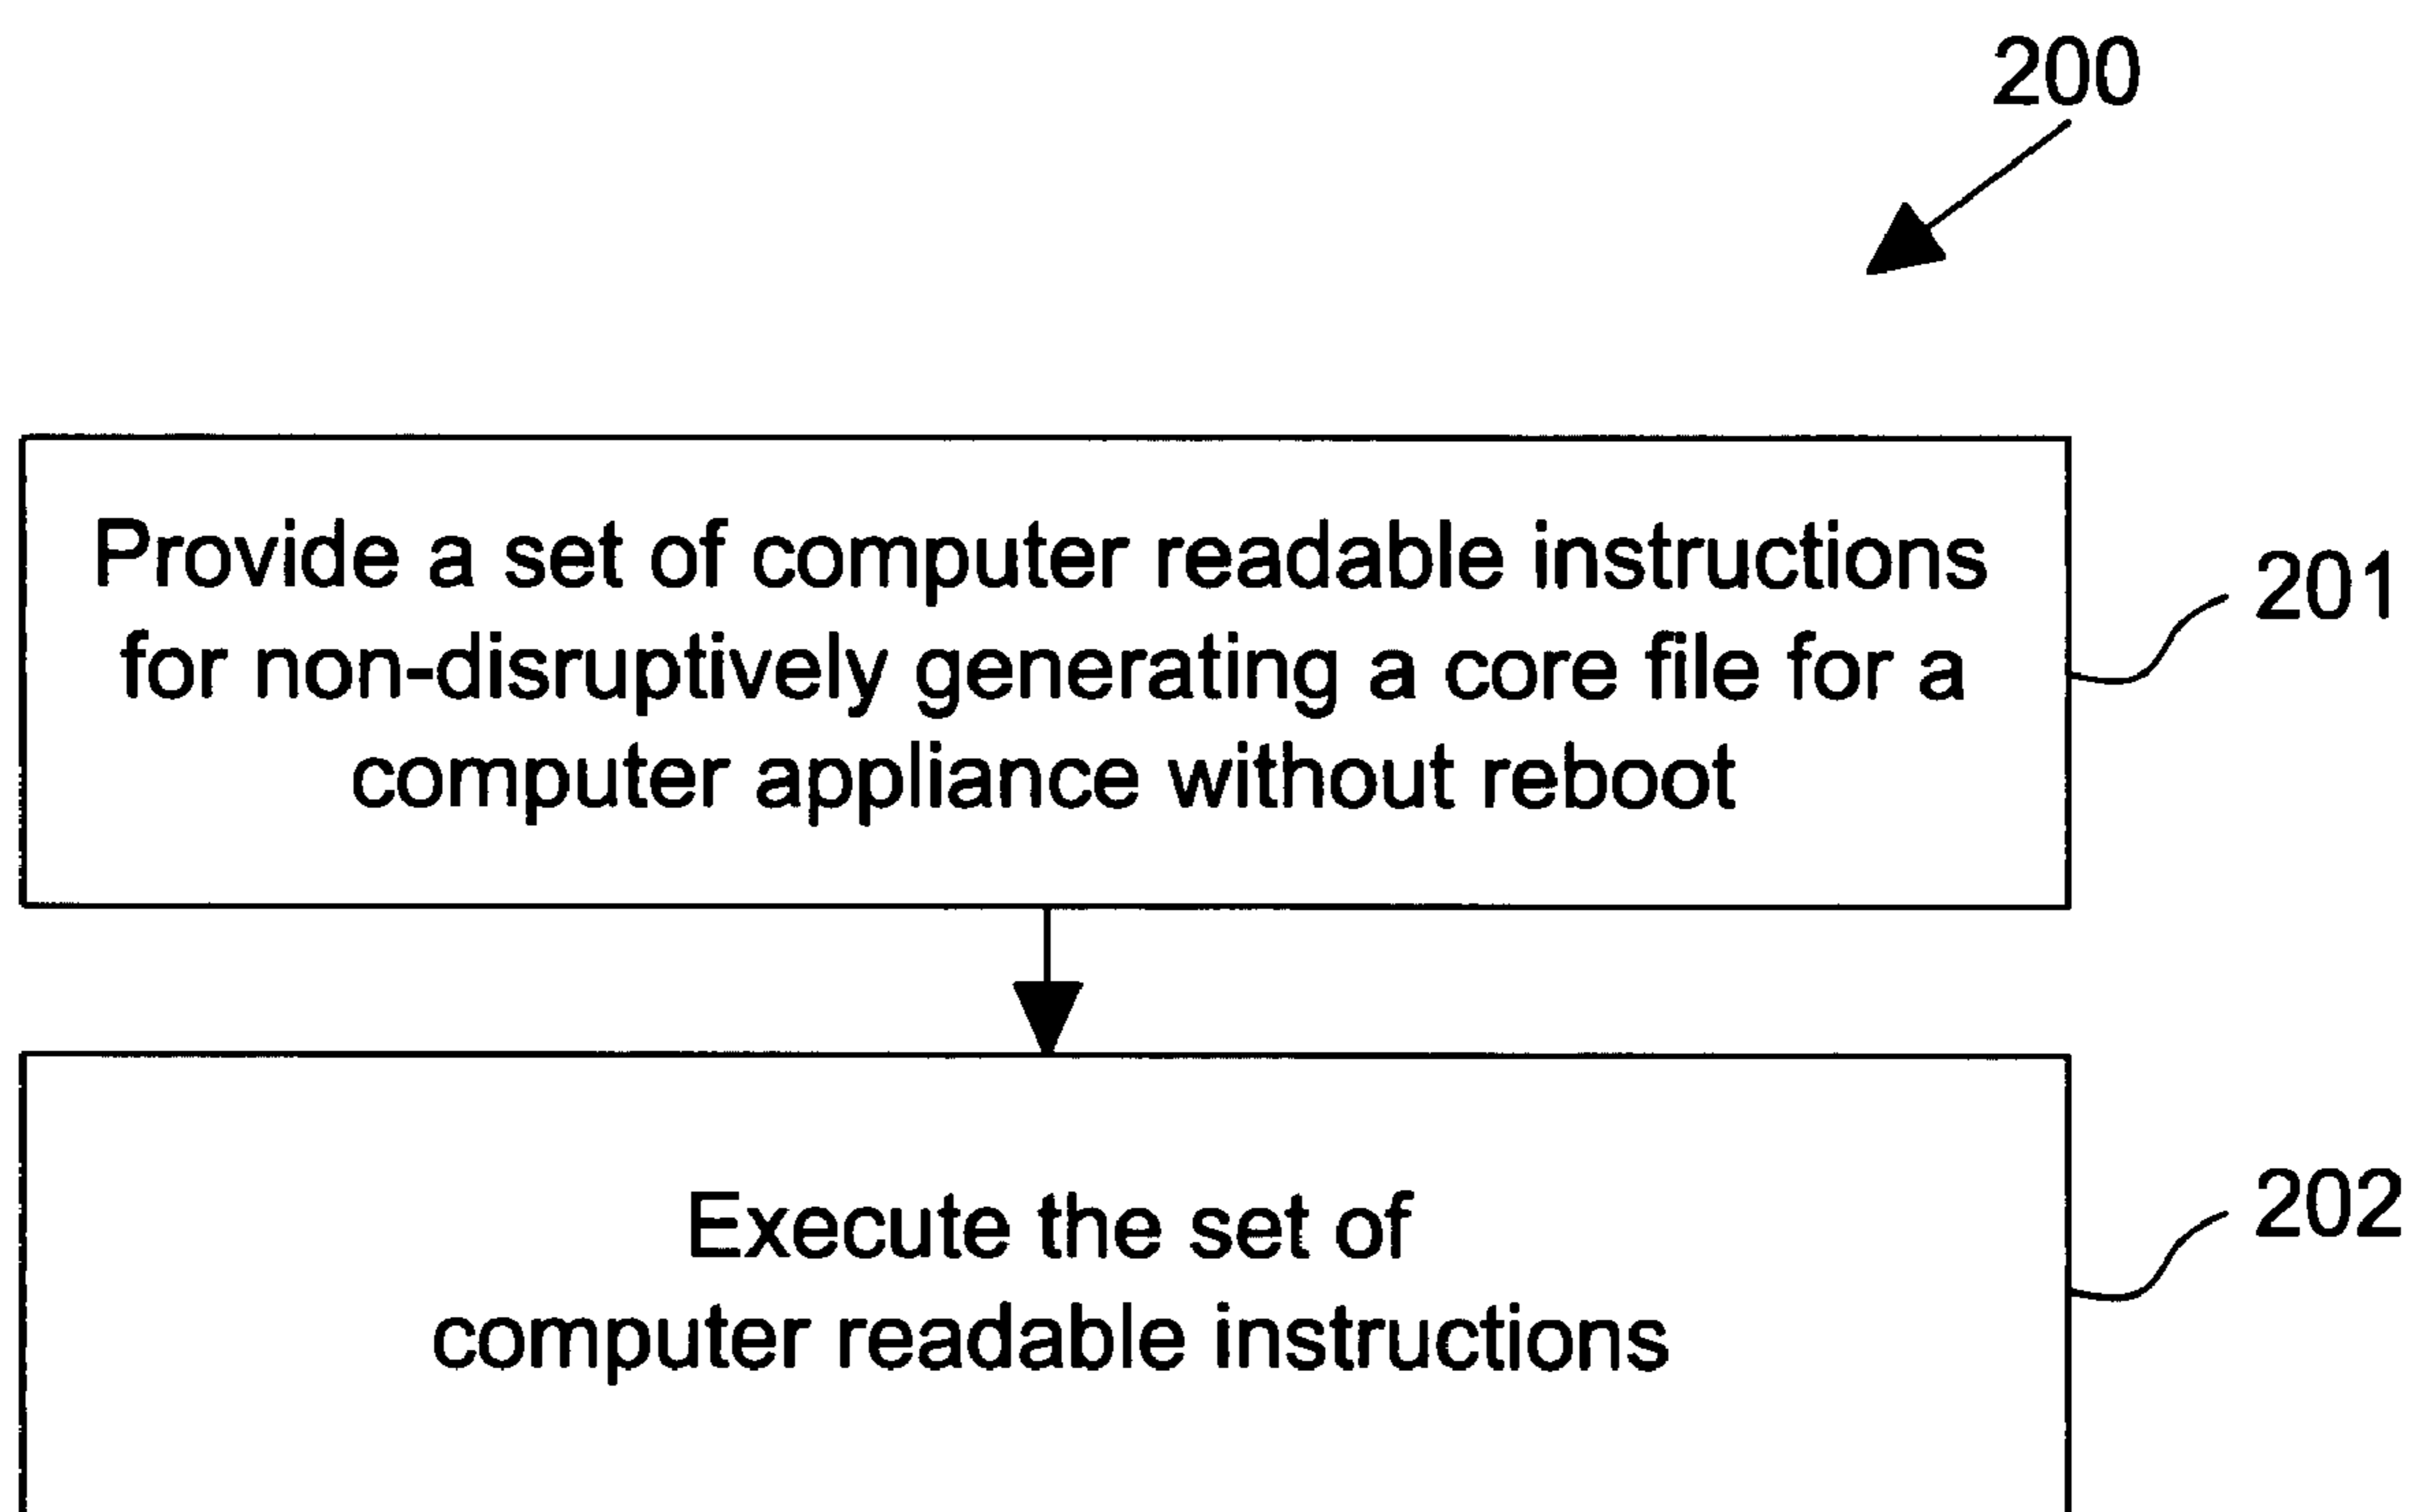 200
Provide a set of computer readable instructions
for non-disruptively generating a core file for a
computer appliance without reboot
201
Execute the set of
computer readable instructions
202